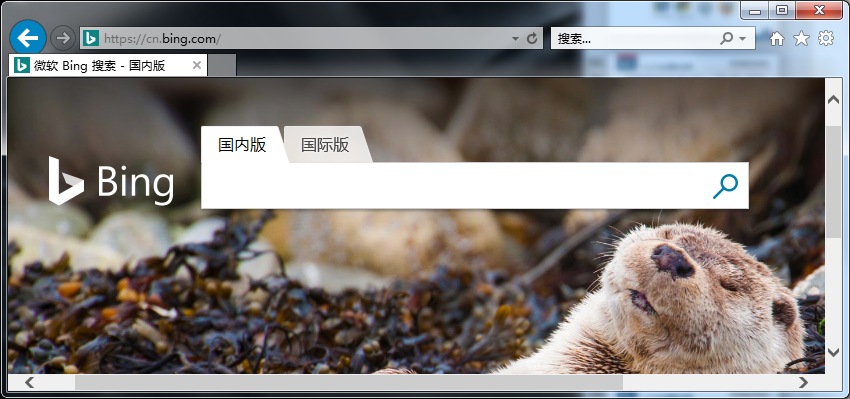 https://cn.bing.com/
搜索...
微软 Bing 搜索 - 国内版
国内版
国际版
Bing